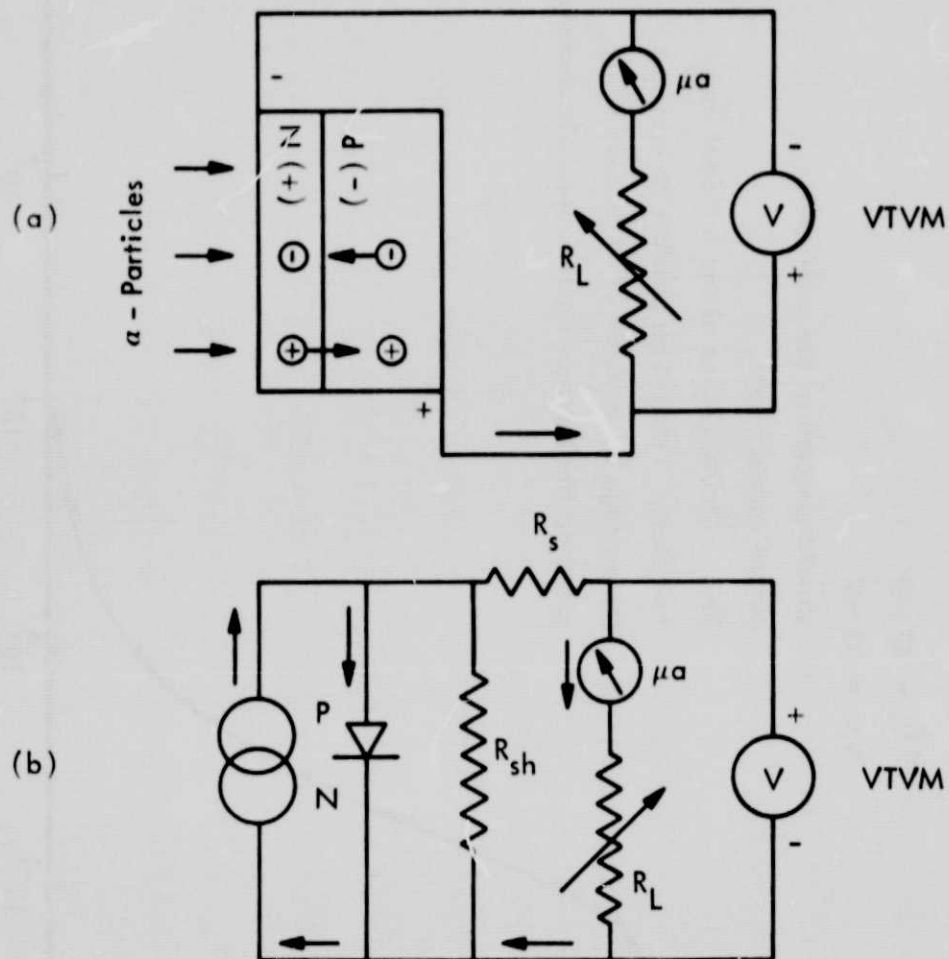 (a)
α - Particles
-
N
(+)
P
(-)
-
-
+
+
+
μa
R_L
-
V
+
VTVM
(b)
R_s
P
N
R_sh
μa
R_L
+
V
-
VTVM